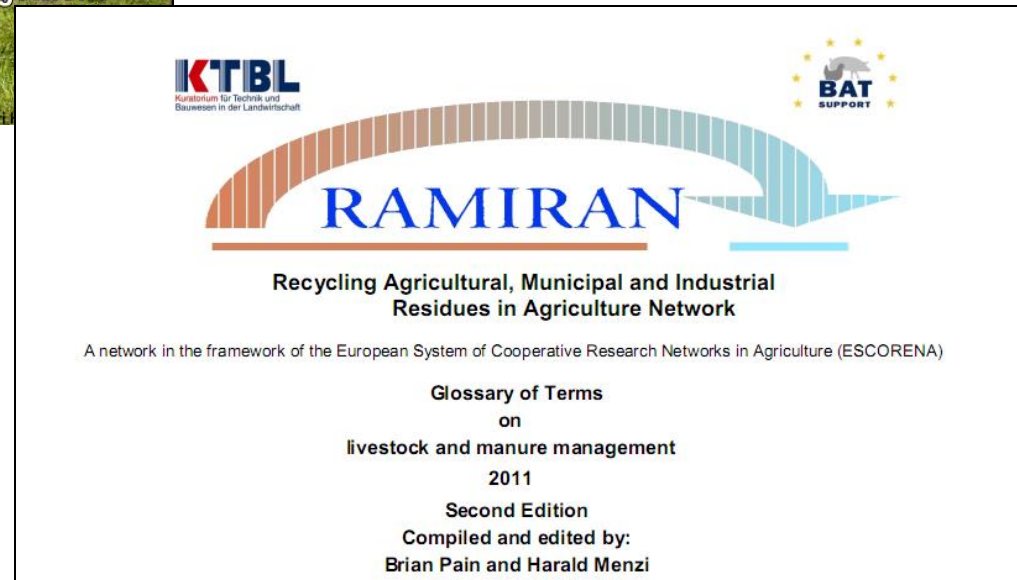 KTBL
Kuratorium für Technik und
Bauwesen in der Landwirtschaft
BAT
SUPPORT
RAMIRAN
Recycling Agricultural, Municipal and Industrial
Residues in Agriculture Network
A network in the framework of the European System of Cooperative Research Networks in Agriculture (ESCORENA)
Glossary of Terms
on
livestock and manure management
2011
Second Edition
Compiled and edited by:
Brian Pain and Harald Menzi